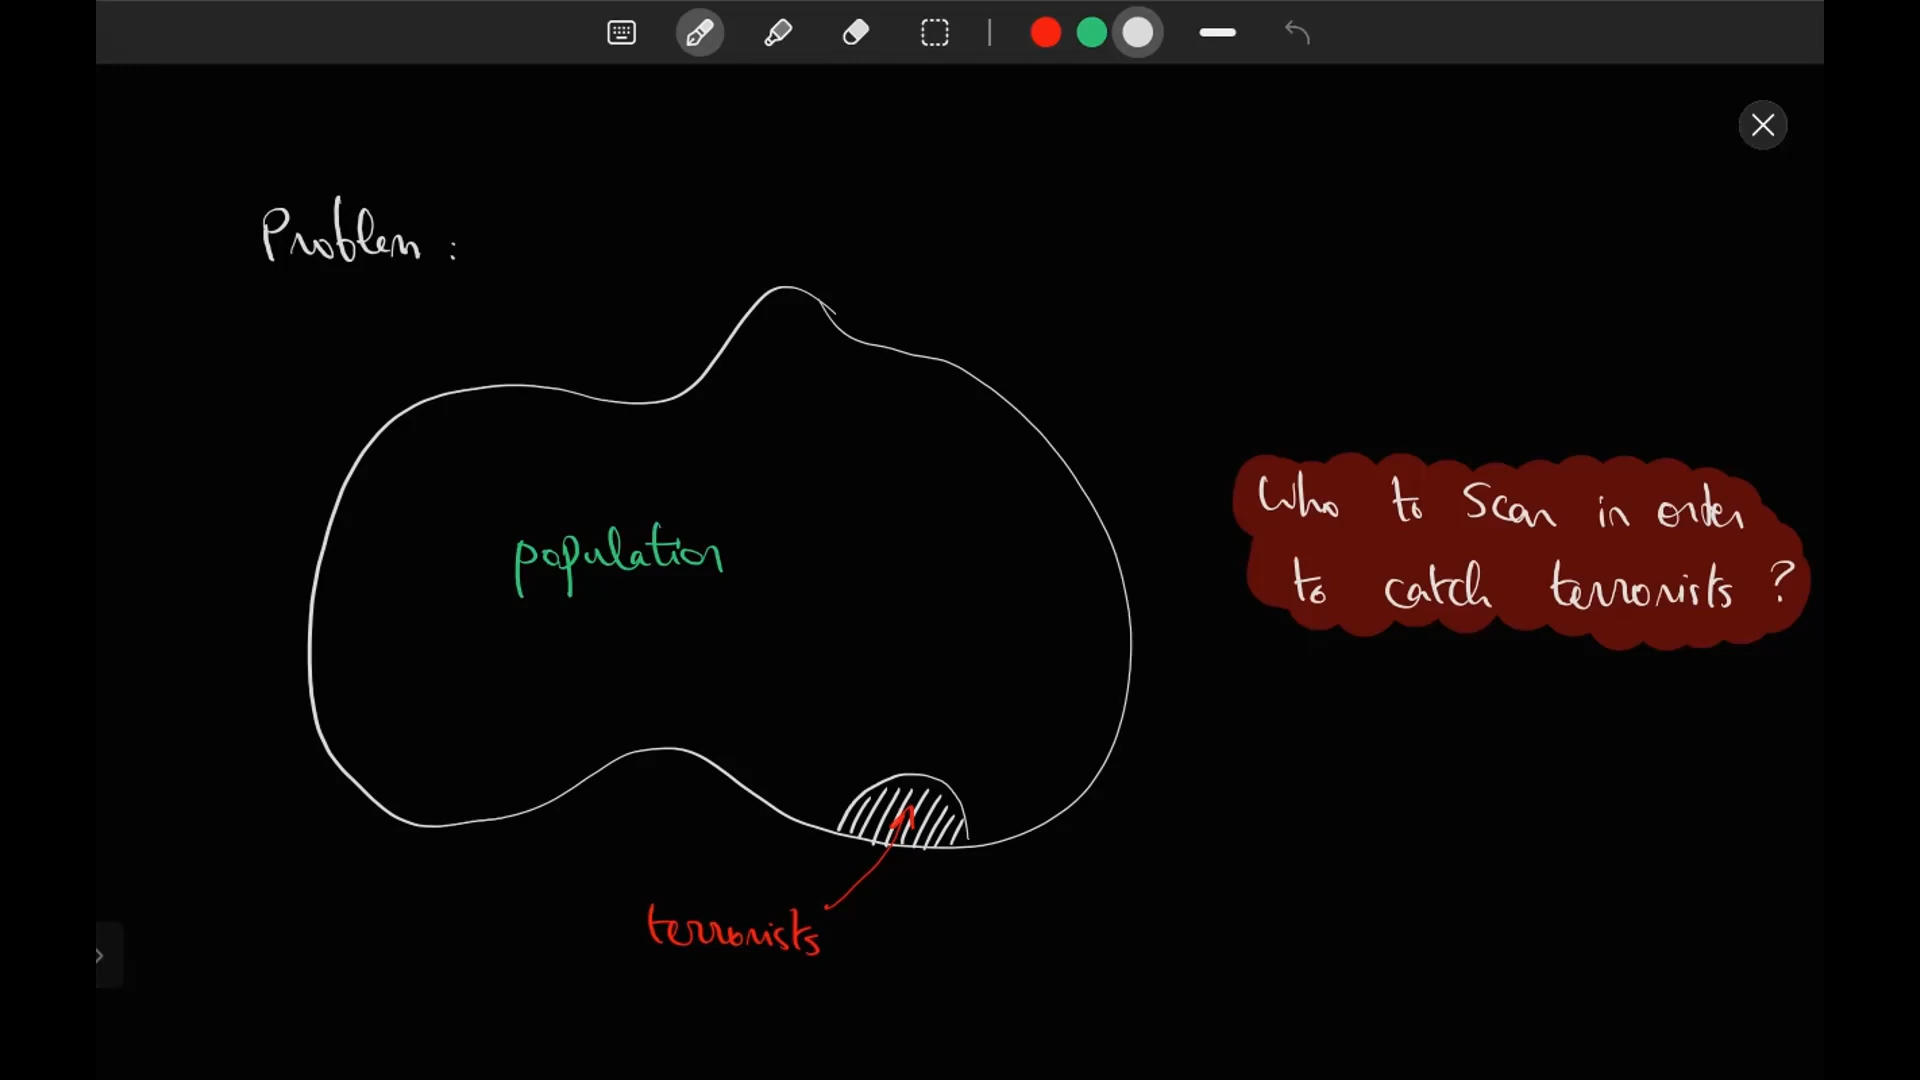 Problem :
population
Who to Scan in order
to catch terrorists ?
terrorists